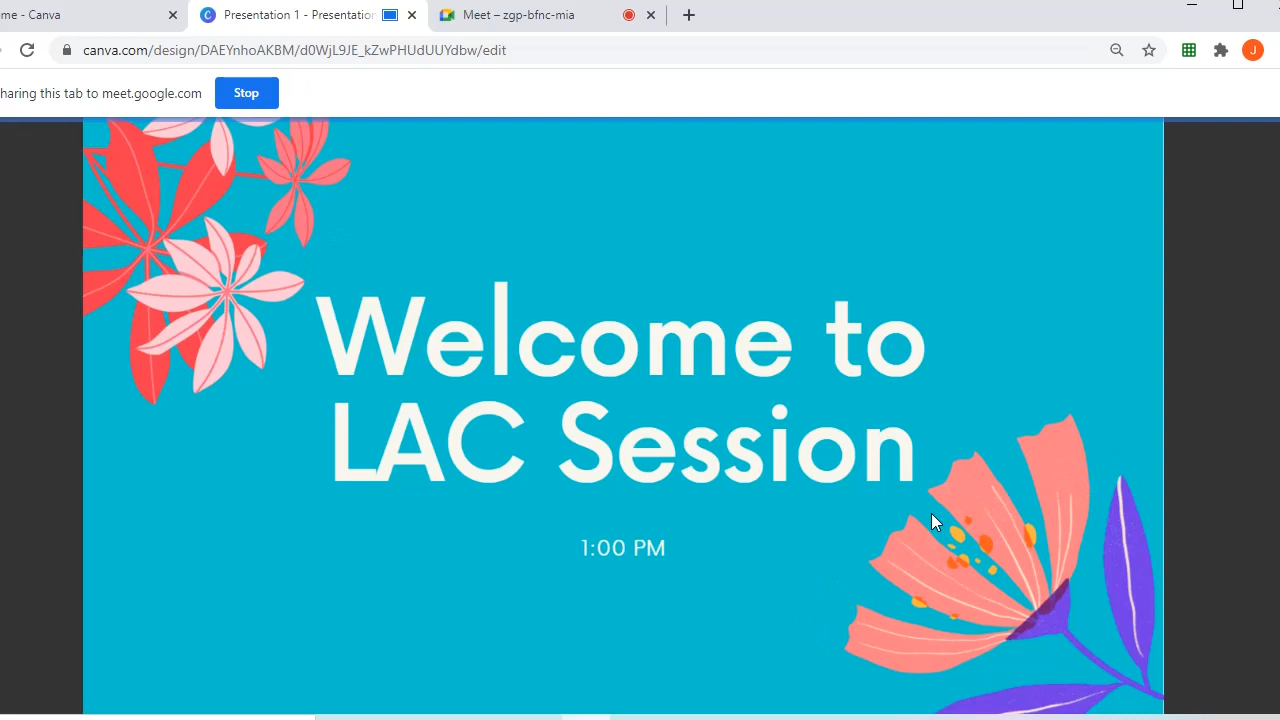 me - Canva
Presentation 1 - Presentation
Meet – zgp-bfnc-mia
canva.com/design/DAEYnhoAKBM/d0WjL9JE_kZwPHUdUUYdbw/edit
J
haring this tab to meet.google.com
Stop
Welcome to
LAC Session
1:00 PM